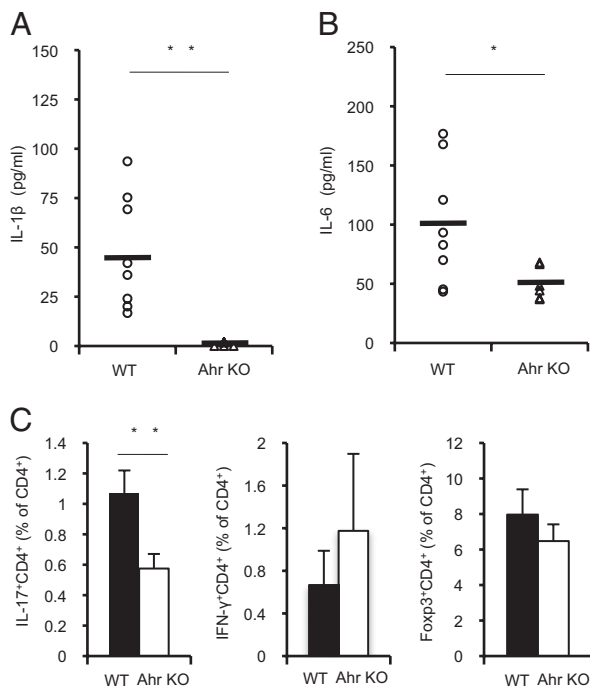 A
B
* *
*
150
125
100
75
50
25
0
IL-1β (pg/ml)
WT
Ahr KO
250
200
150
100
50
0
IL-6 (pg/ml)
WT
Ahr KO
C
* *
1.4
1.2
1
0.8
0.6
0.4
0.2
0
IL-17⁺CD4⁺ (% of CD4⁺)
WT Ahr KO
2
1.6
1.2
0.8
0.4
0
IFN-γ⁺CD4⁺ (% of CD4⁺)
WT Ahr KO
12
10
8
6
4
2
0
Foxp3⁺CD4⁺ (% of CD4⁺)
WT Ahr KO